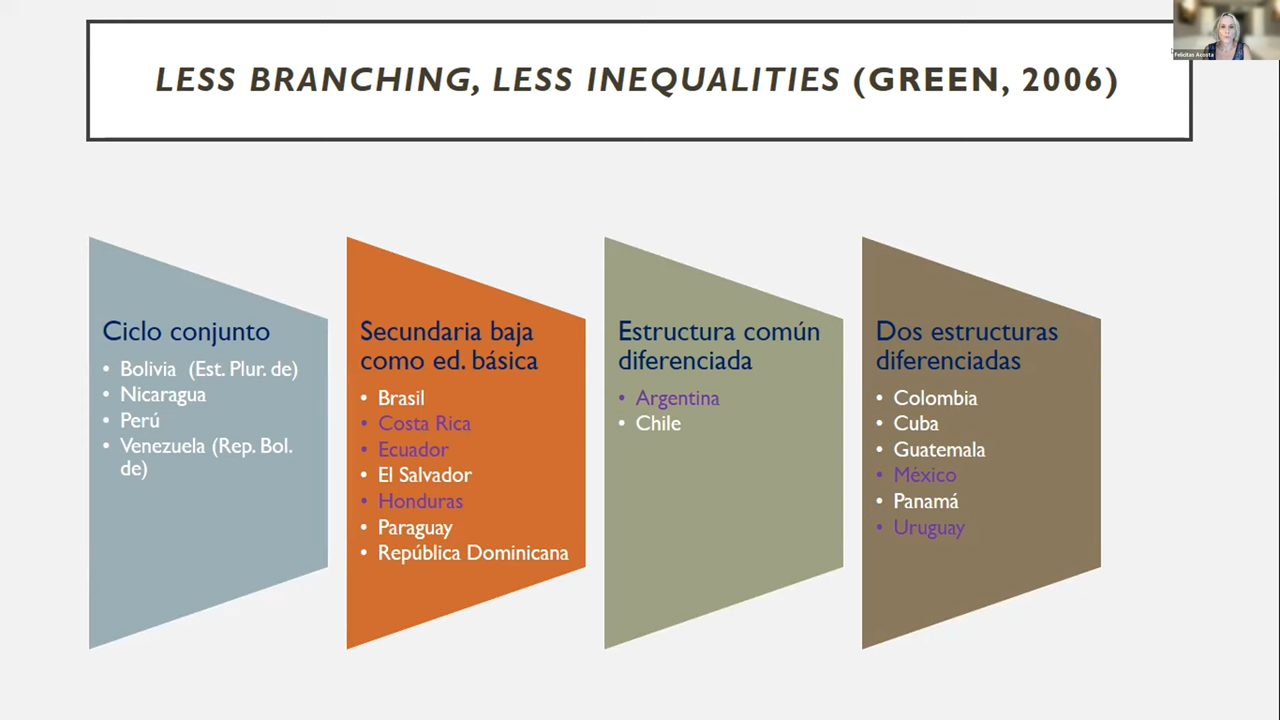 LESS BRANCHING, LESS INEQUALITIES (GREEN, 2006)
Felicitas Acosta
Ciclo conjunto
• Bolivia (Est. Plur. de)
• Nicaragua
• Perú
• Venezuela (Rep. Bol.
de)
Secundaria baja
como ed. básica
• Brasil
• Costa Rica
• Ecuador
• El Salvador
• Honduras
• Paraguay
• República Dominicana
Estructura común
diferenciada
• Argentina
• Chile
Dos estructuras
diferenciadas
• Colombia
• Cuba
• Guatemala
• México
• Panamá
• Uruguay